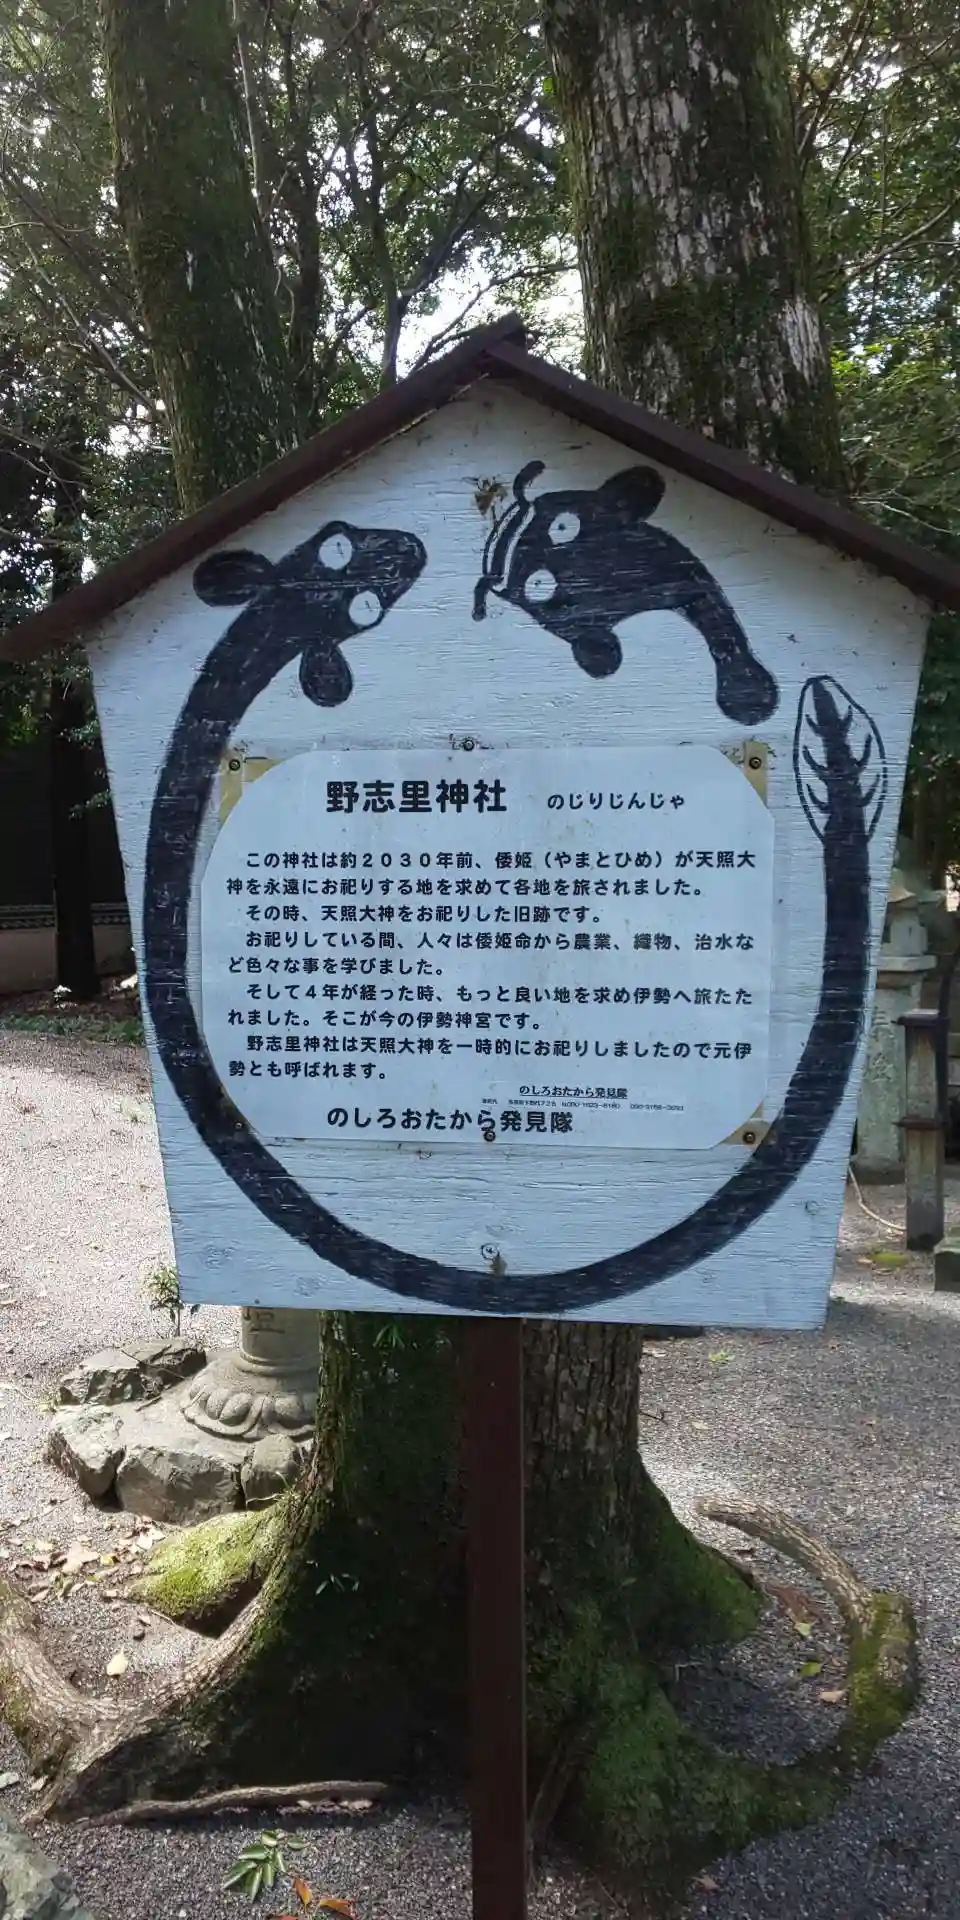 野志里神社 のじりじんじゃ
この神社は約2030年前、倭姫(やまとひめ)が天照大
神を永遠にお祀りする地を求めて各地を旅されました。
その時、天照大神をお祀りした旧跡です。
お祀りしている間、人々は倭姫命から農業、織物、治水な
ど色々な事を学びました。
そして4年が経った時、もっと良い地を求め伊勢へ旅たた
れました。そこが今の伊勢神宮です。
野志里神社は天照大神を一時的にお祀りしましたので元伊
勢とも呼ばれます。
のしろおたから発見隊
のしろおたから発見隊